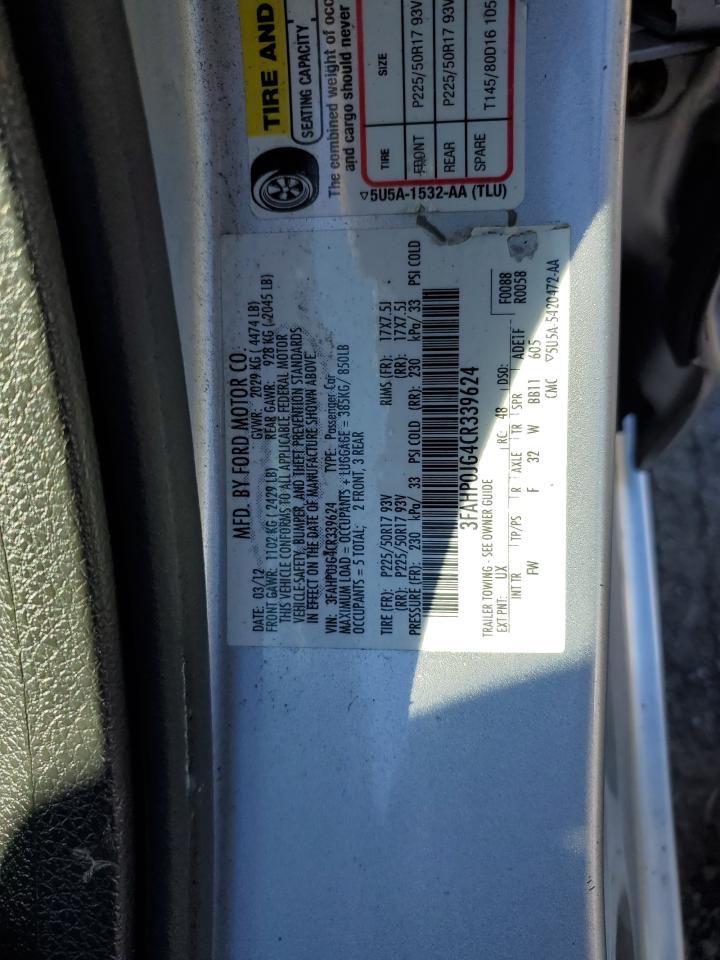 TIRE AND
SEATING CAPACITY
The combined weight of occ
and cargo should never
TIRE SIZE
FRONT P225/50R17 93V
REAR P225/50R17 93V
SPARE T145/80D16 105
5U5A-1532-AA (TLU)
MFD. BY FORD MOTOR CO.
DATE: 03/12 GVWR: 2029 KG ( 4474 LB)
FRONT GAWR: 1102 KG ( 2429 LB) REAR GAWR: 928 KG ( 2045 LB)
THIS VEHICLE CONFORMS TO ALL APPLICABLE FEDERAL MOTOR
VEHICLE SAFETY, BUMPER, AND THEFT PREVENTION STANDARDS
IN EFFECT ON THE DATE OF MANUFACTURE SHOWN ABOVE.
VIN: 3FAHP0JG4CR339624 TYPE: Passenger Car
MAXIMUM LOAD = OCCUPANTS + LUGGAGE = 385KG/ 850LB
OCCUPANTS = 5 TOTAL; 2 FRONT, 3 REAR
TIRE (FR): P225/50R17 93V RIMS (FR): 17X7.5J
(RR): P225/50R17 93V (RR): 17X7.5J
PRESSURE (FR): 230 kPa/ 33 PSI COLD (RR): 230 kPa/ 33 PSI COLD
3FAHP0JG4CR339624
TRAILER TOWING - SEE OWNER GUIDE
F0088
R0058
EXT PNT: UX RC: 48 DSO: ADE1F
INT TR TP/PS R AXLE TR SPR
FW F 32 W BB11 605
CMC 5U5A-5420472-AA